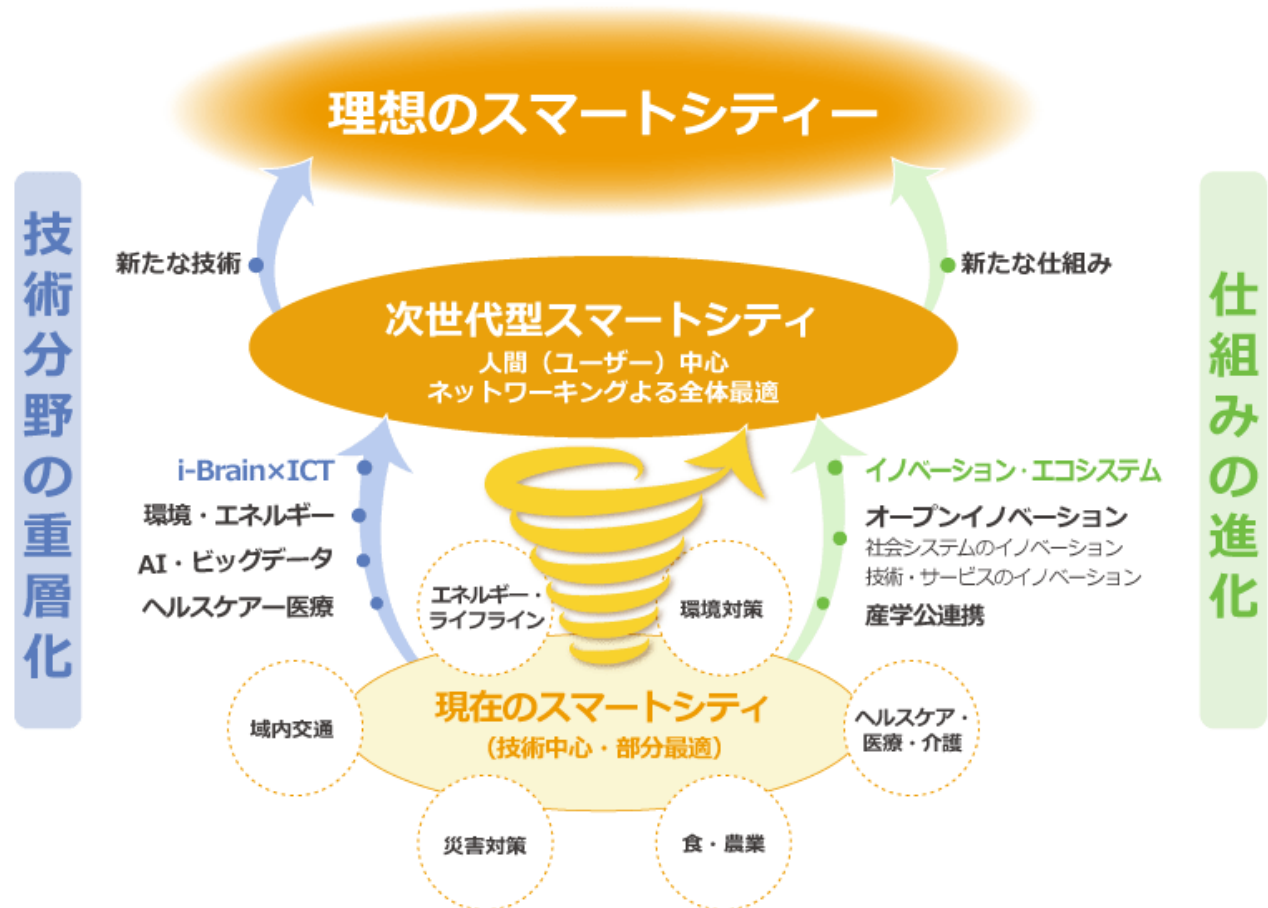 理想のスマートシティー
技術分野の重層化
仕組みの進化
新たな技術
新たな仕組み
次世代型スマートシティ
人間（ユーザー）中心
ネットワーキングよる全体最適
i-Brain×ICT
環境・エネルギー
AI・ビッグデータ
ヘルスケアー医療
イノベーション・エコシステム
オープンイノベーション
社会システムのイノベーション
技術・サービスのイノベーション
産学公連携
エネルギー・
ライフライン
環境対策
現在のスマートシティ
（技術中心・部分最適）
域内交通
ヘルスケア・
医療・介護
災害対策
食・農業